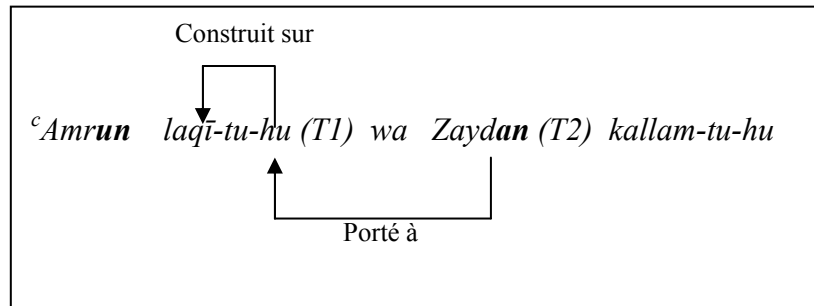 Construit sur
ᶜAmrun laqī-tu-hu (T1) wa Zaydan (T2) kallam-tu-hu
Porté à